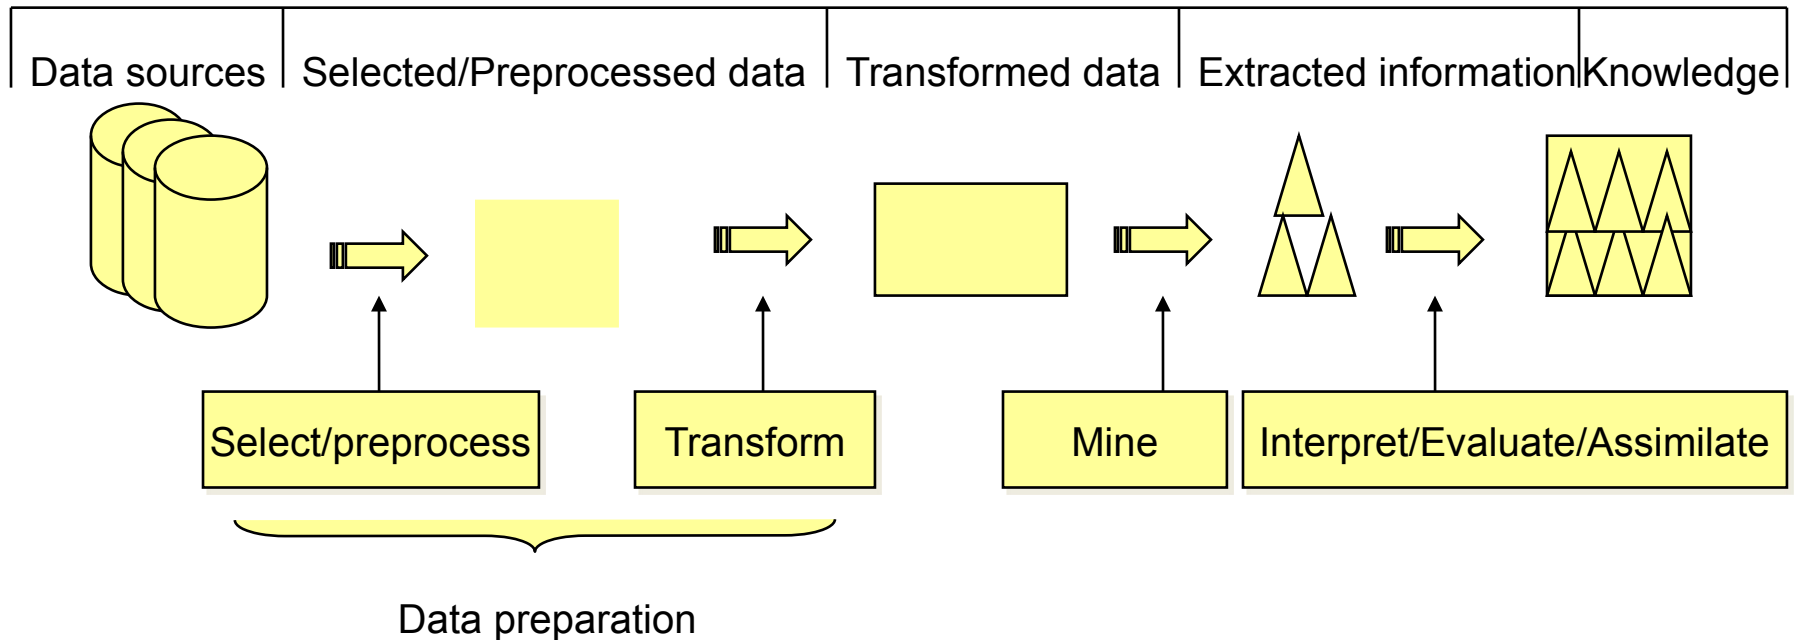 Data sources
Selected/Preprocessed data
Transformed data
Extracted information
Knowledge
Select/preprocess
Transform
Mine
Interpret/Evaluate/Assimilate
Data preparation